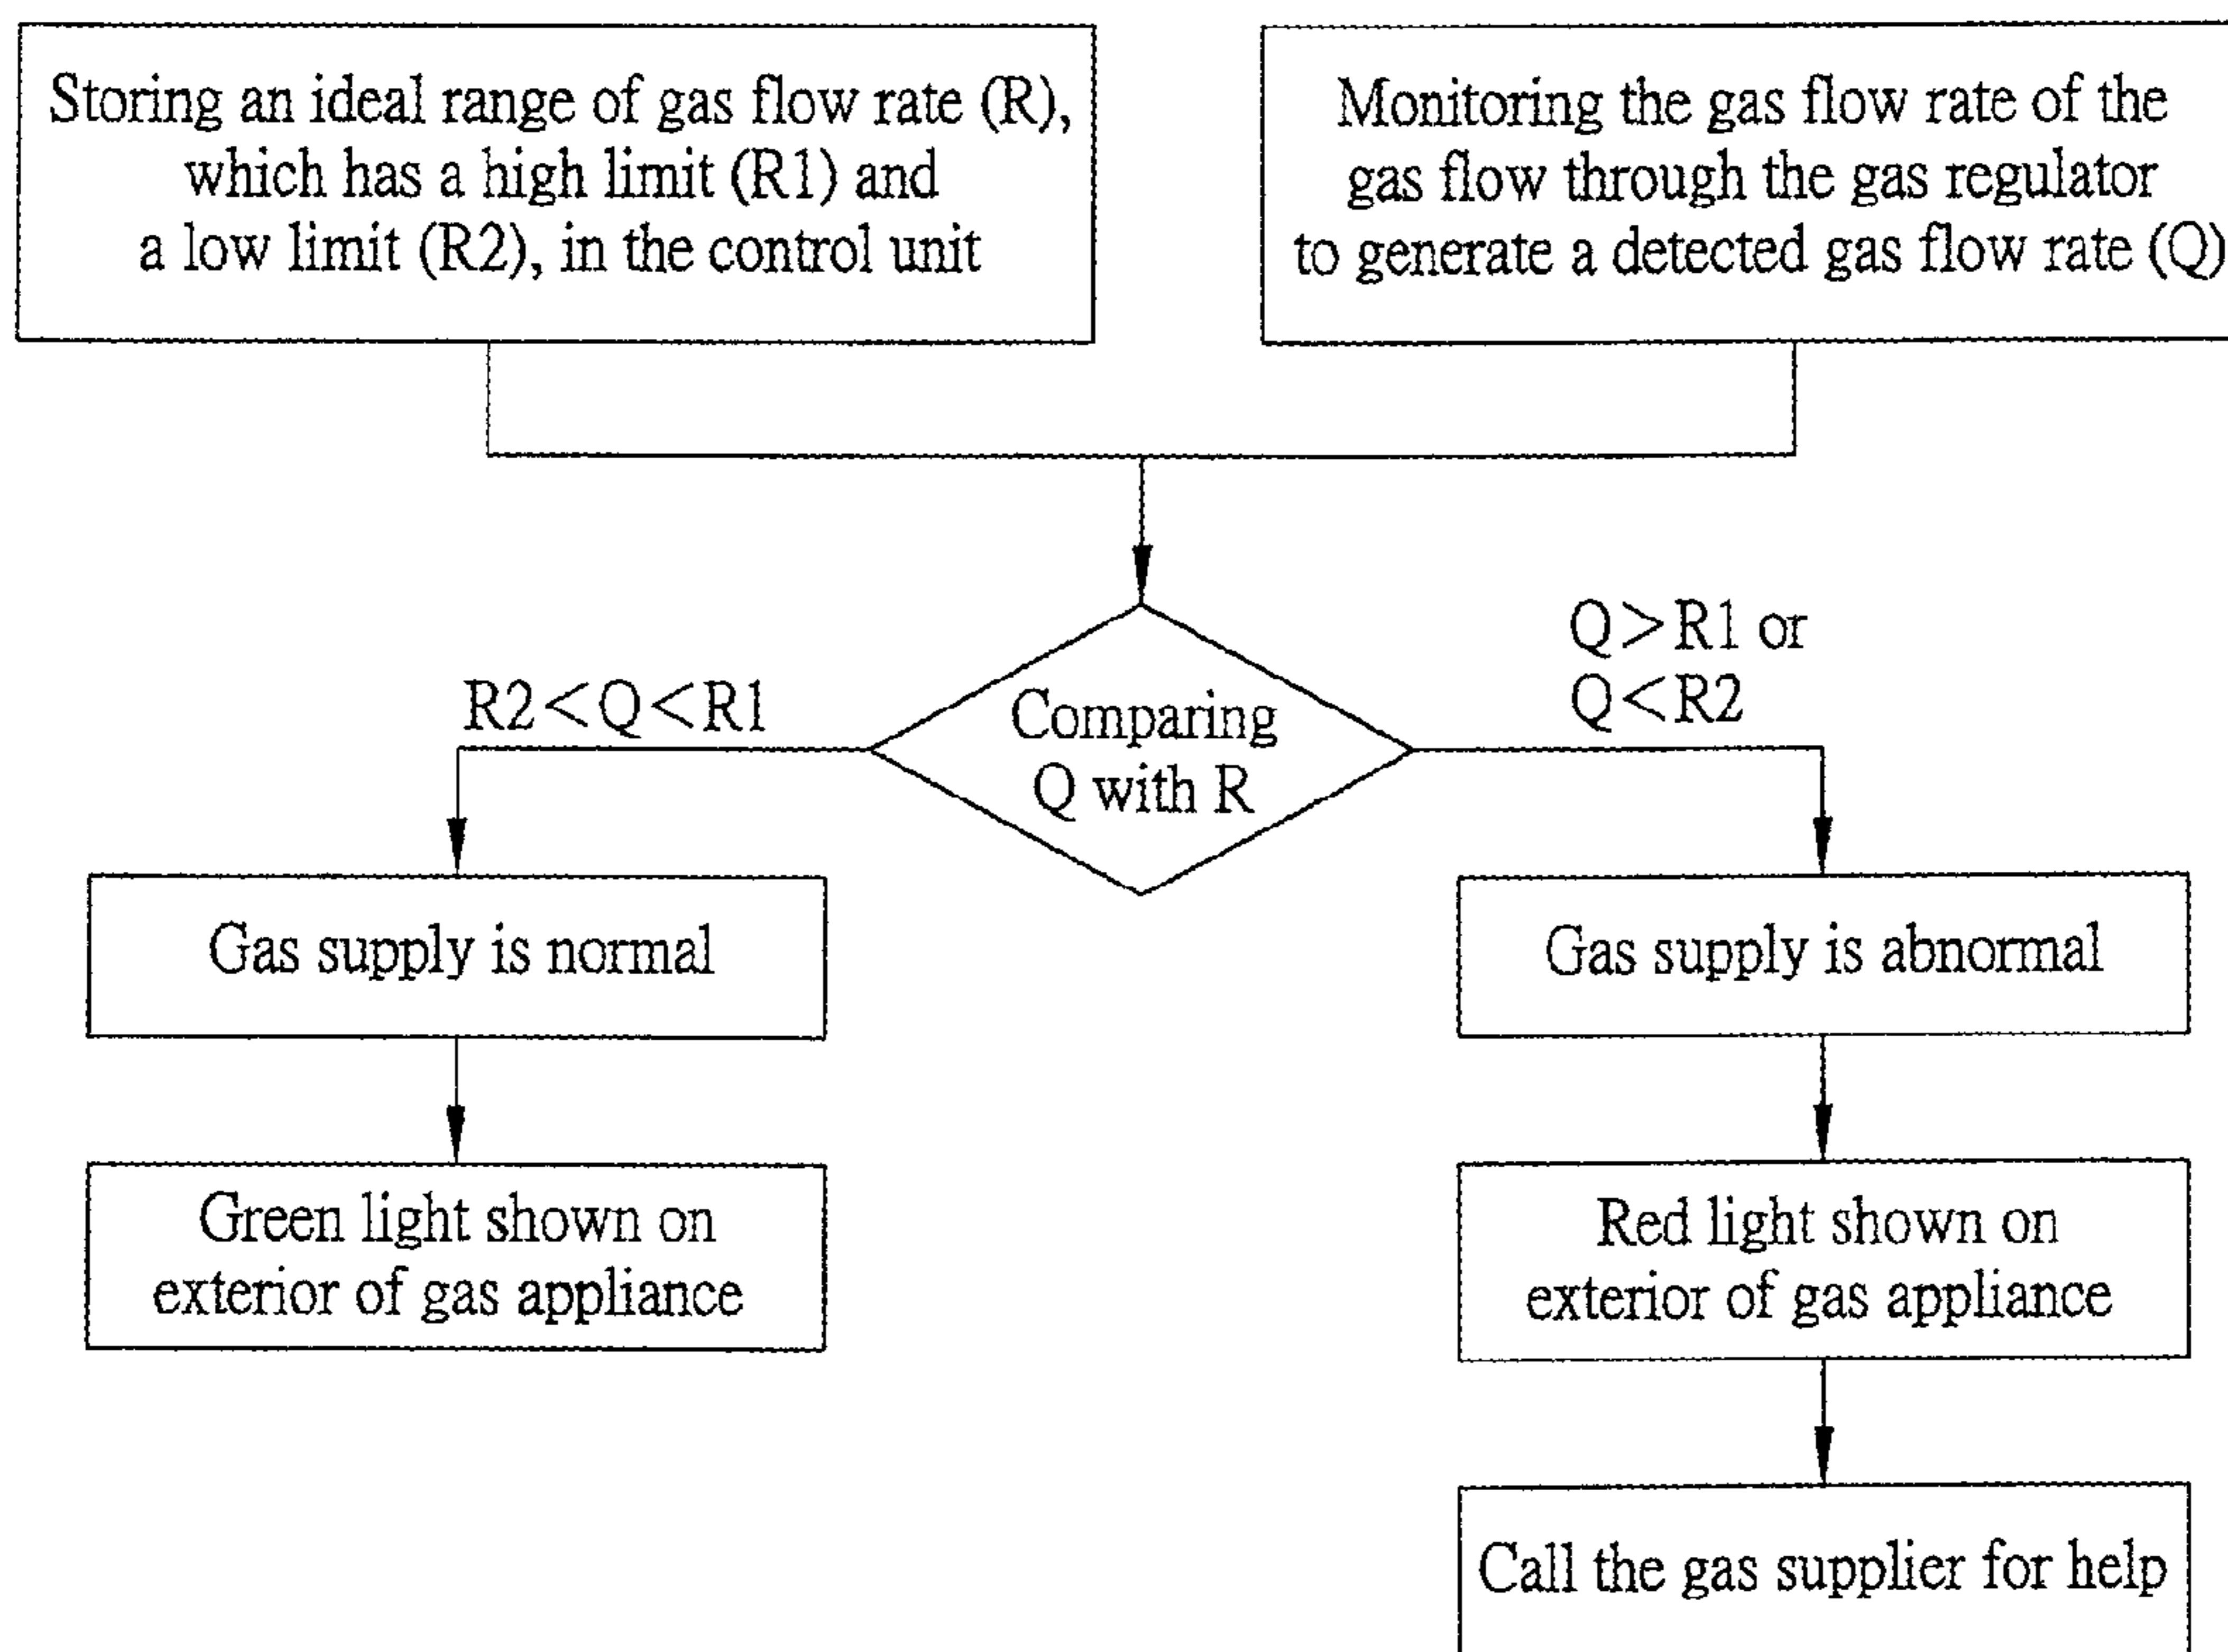 Storing an ideal range of gas flow rate (R),
which has a high limit (R1) and
a low limit (R2), in the control unit
Monitoring the gas flow rate of the
gas flow through the gas regulator
to generate a detected gas flow rate (Q)
R2<Q<R1
Comparing
Q with R
Q>R1 or
Q<R2
Gas supply is normal
Gas supply is abnormal
Green light shown on
exterior of gas appliance
Red light shown on
exterior of gas appliance
Call the gas supplier for help